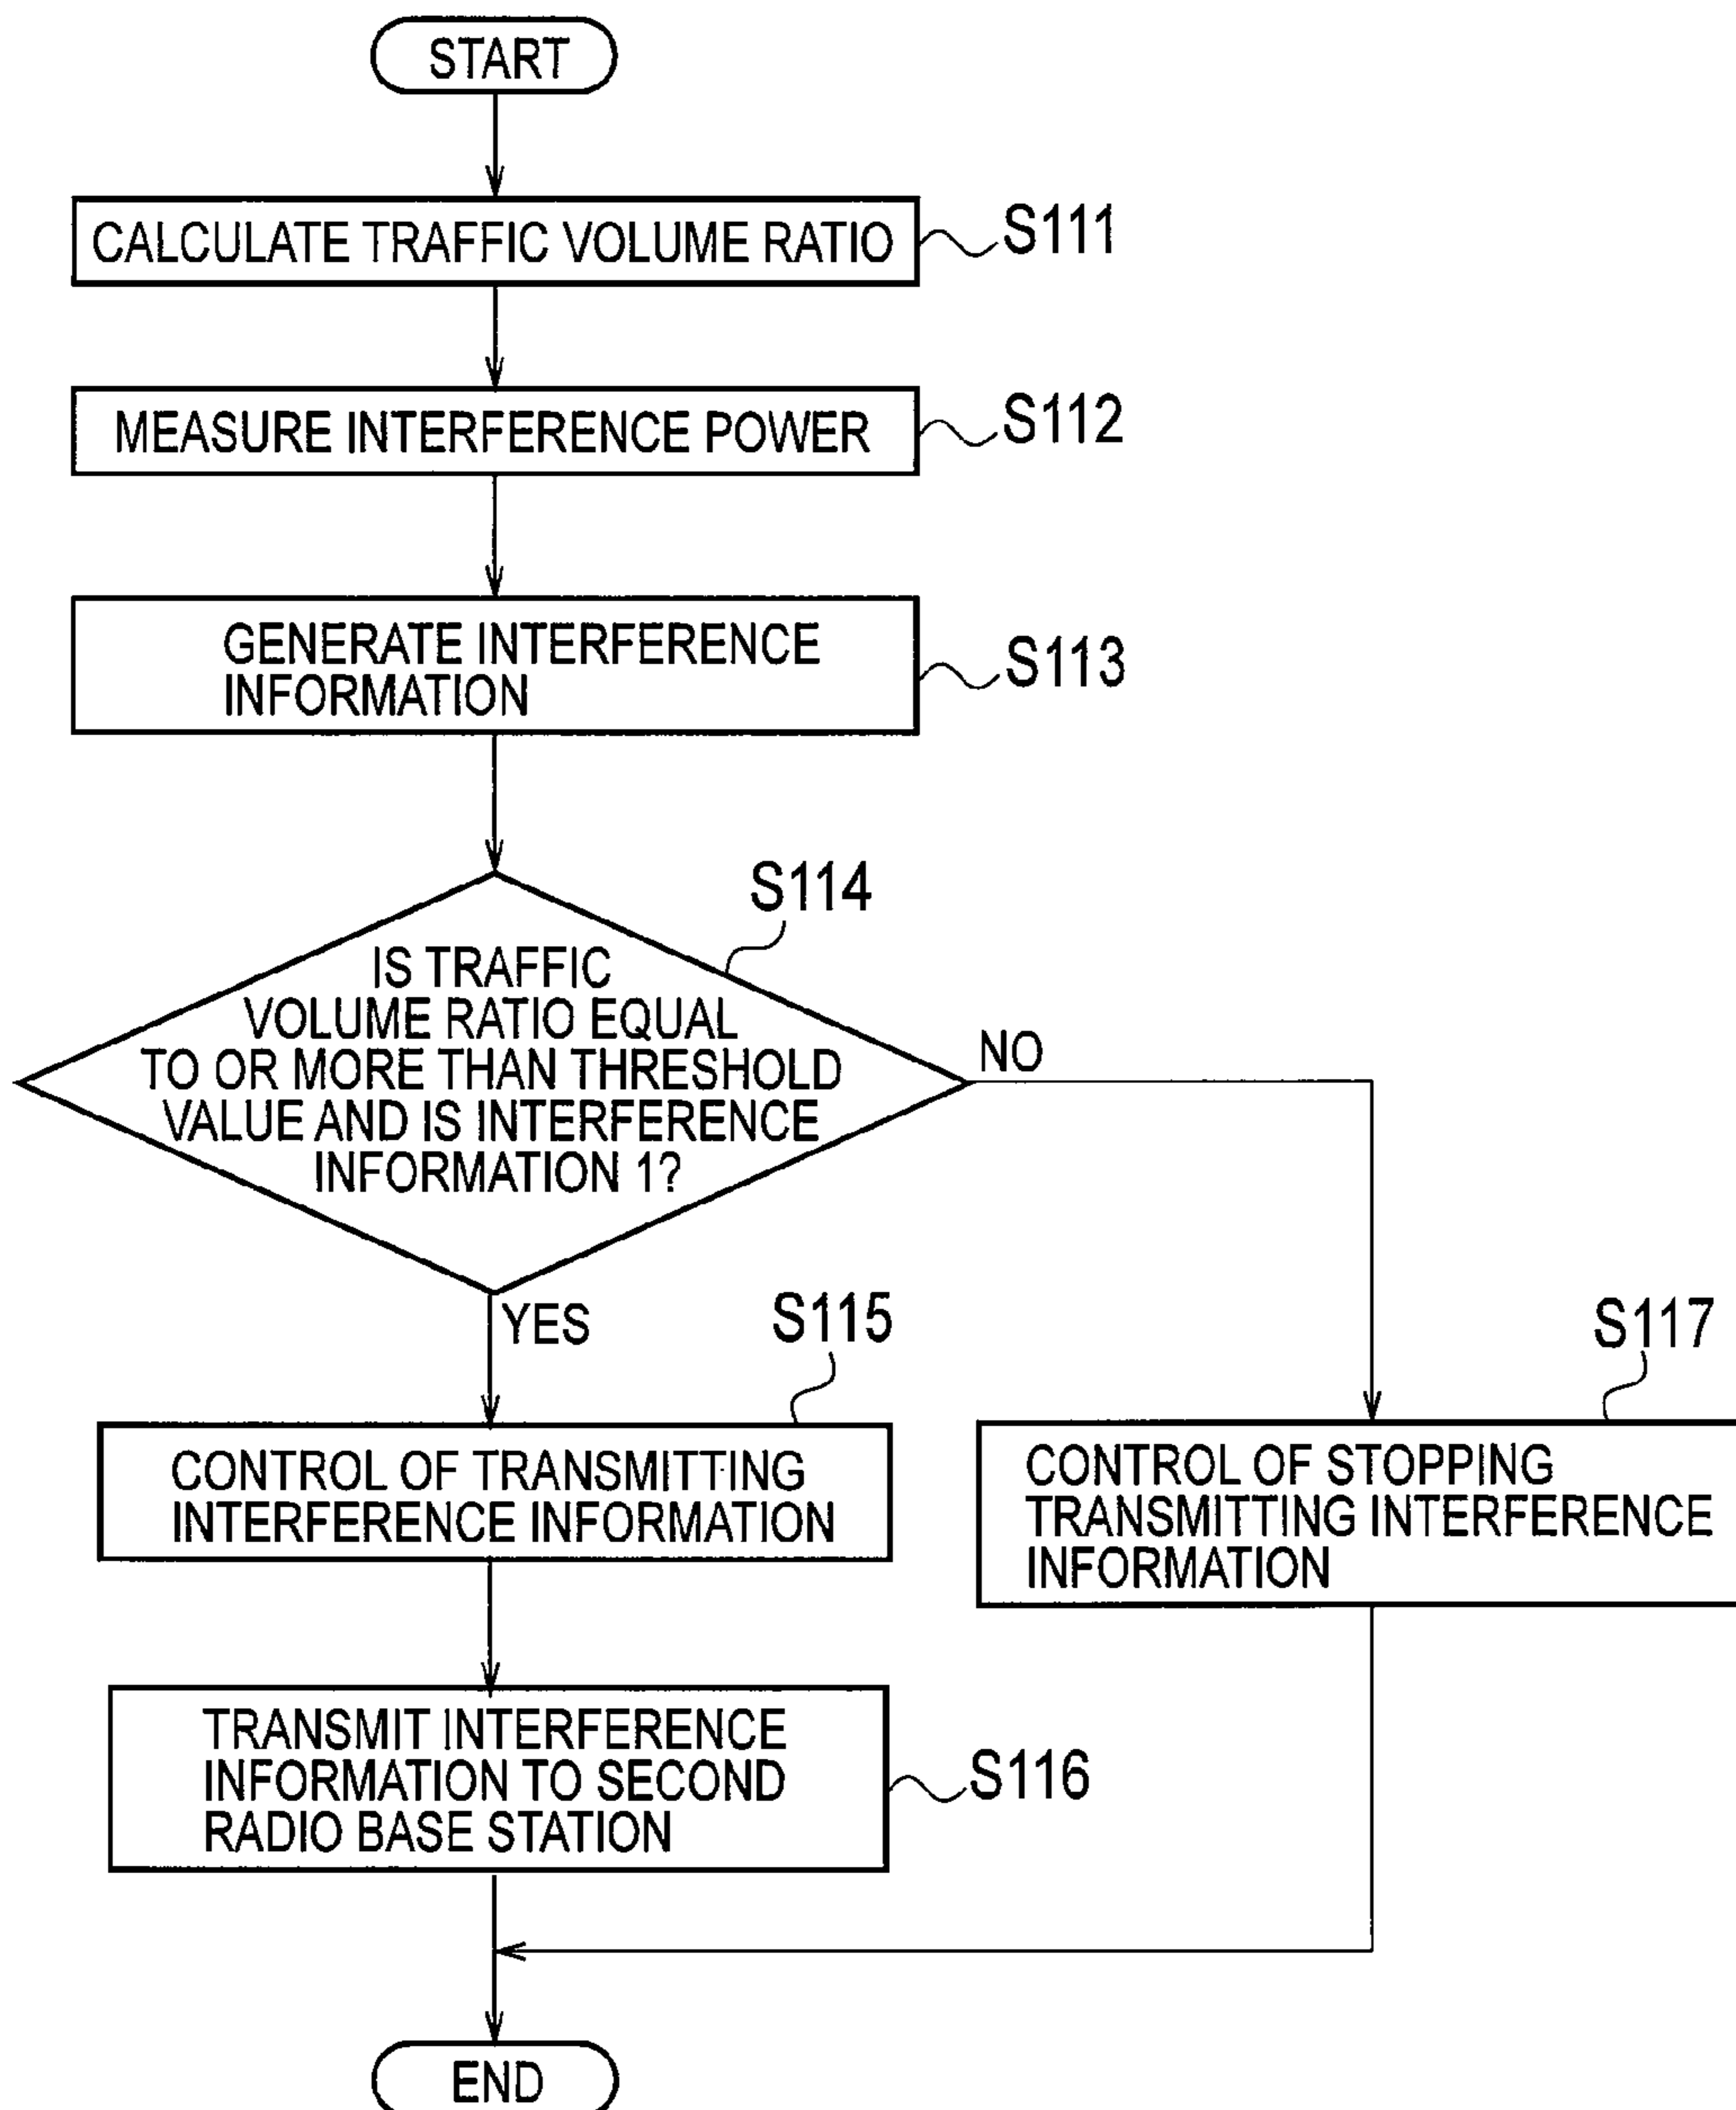 START
CALCULATE TRAFFIC VOLUME RATIO
S111
MEASURE INTERFERENCE POWER
S112
GENERATE INTERFERENCE
INFORMATION
S113
S114
IS TRAFFIC
VOLUME RATIO EQUAL
TO OR MORE THAN THRESHOLD
VALUE AND IS INTERFERENCE
INFORMATION 1?
NO
YES
S115
CONTROL OF TRANSMITTING
INTERFERENCE INFORMATION
S117
CONTROL OF STOPPING
TRANSMITTING INTERFERENCE
INFORMATION
TRANSMIT INTERFERENCE
INFORMATION TO SECOND
RADIO BASE STATION
S116
END